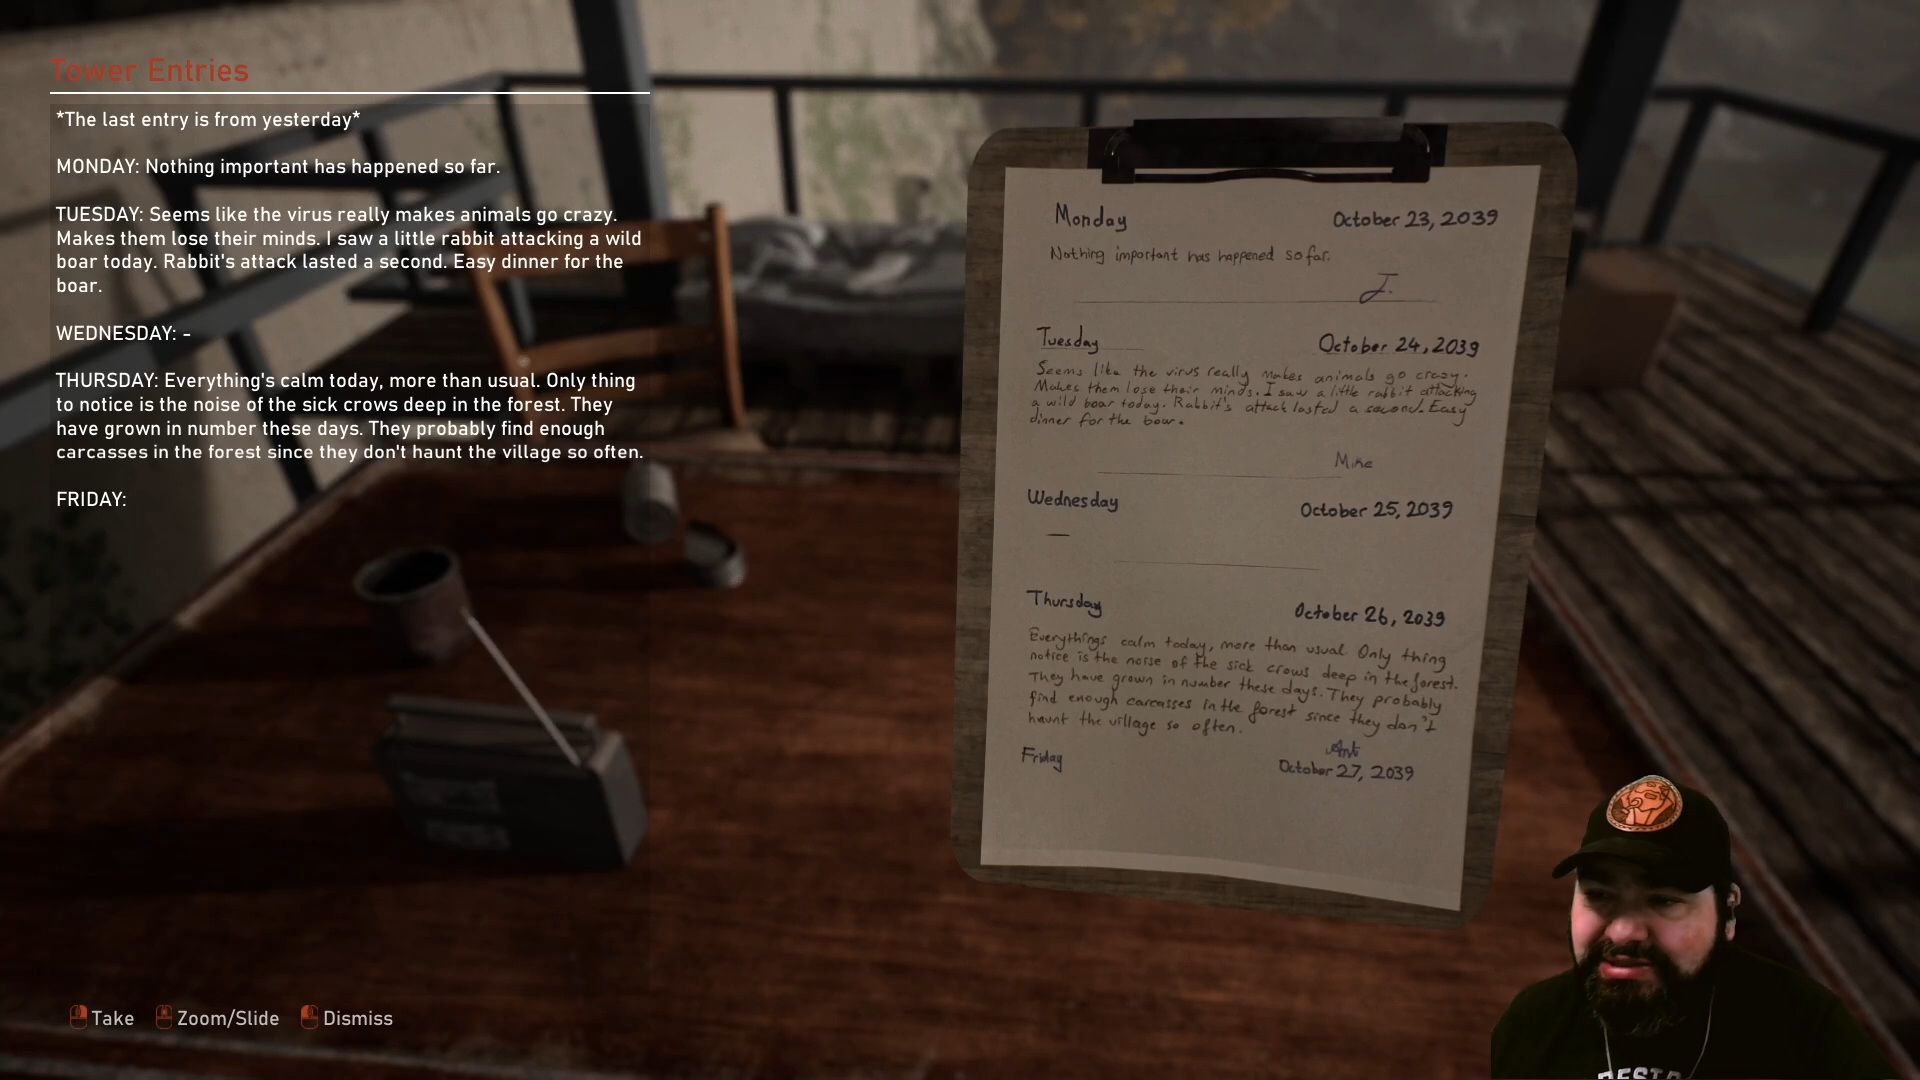 Tower Entries
*The last entry is from yesterday*
MONDAY: Nothing important has happened so far.
TUESDAY: Seems like the virus really makes animals go crazy.
Makes them lose their minds. I saw a little rabbit attacking a wild
boar today. Rabbit's attack lasted a second. Easy dinner for the
boar.
WEDNESDAY: -
THURSDAY: Everything's calm today, more than usual. Only thing
to notice is the noise of the sick crows deep in the forest. They
have grown in number these days. They probably find enough
carcasses in the forest since they don't haunt the village so often.
FRIDAY:
Take Zoom/Slide Dismiss
Monday October 23, 2039
Nothing important has happened so far.
J.
Tuesday October 24, 2039
Seems like the virus really makes animals go crazy.
Makes them lose their minds. I saw a little rabbit attacking
a wild boar today. Rabbit's attack lasted a second. Easy
dinner for the boar.
Mike
Wednesday October 25, 2039
—
Thursday October 26, 2039
Everythings calm today, more than usual. Only thing
notice is the noise of the sick crows deep in the forest.
They have grown in number these days. They probably
find enough carcasses in the forest since they don't
haunt the village so often.
Friday October 27, 2039